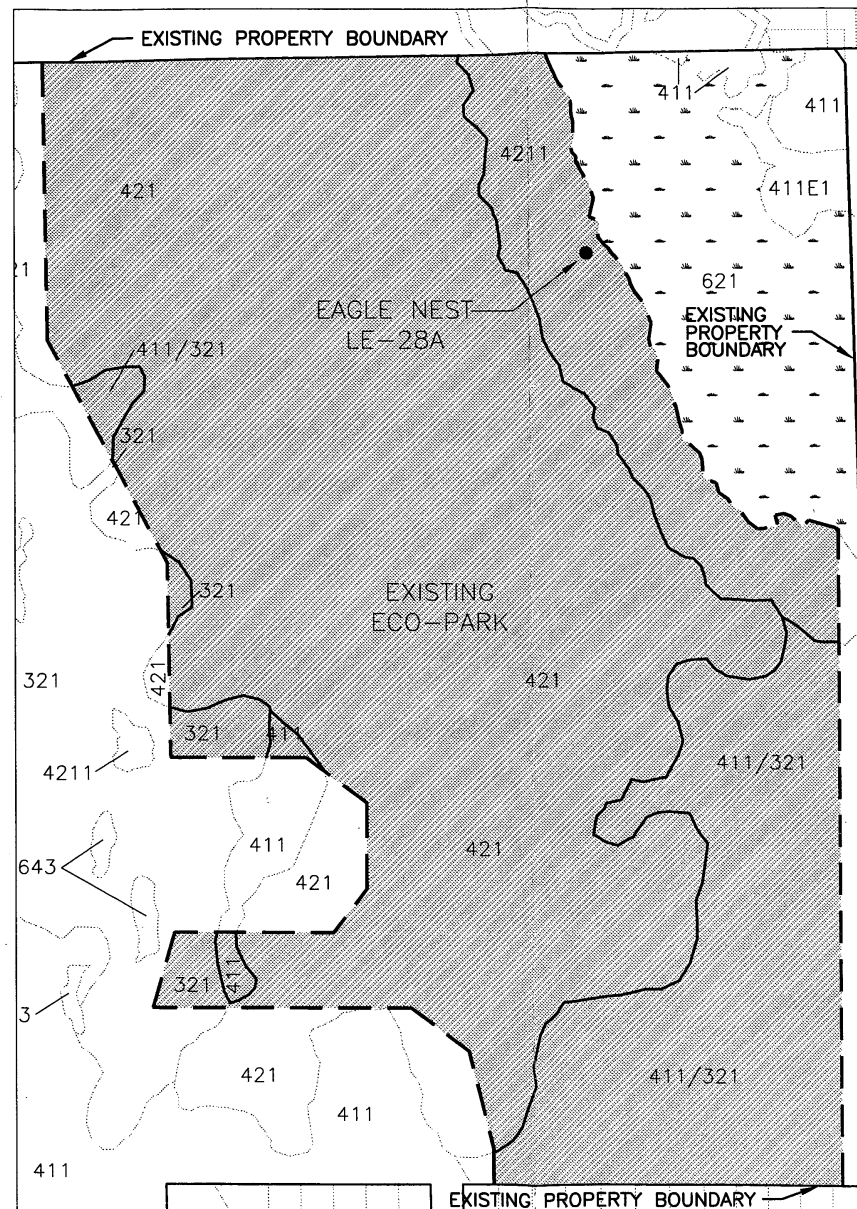 EXISTING PROPERTY BOUNDARY
411
411
4211
421
411E1
21
621
EAGLE NEST
LE-28A
EXISTING
PROPERTY
BOUNDARY
411/321
321
421
321
EXISTING
ECO-PARK
321
421
421
321
411
4211
411/321
643
411
421
421
321
411
3
421
411/321
411
411
EXISTING PROPERTY BOUNDARY